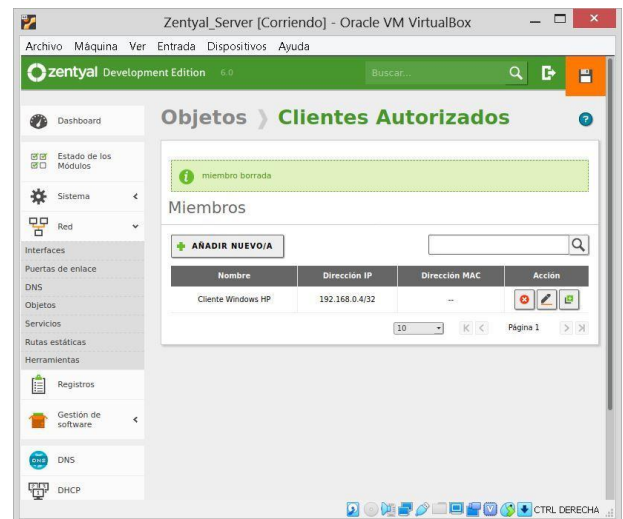 Zentyal_Server [Corriendo] - Oracle VM VirtualBox
Archivo Máquina Ver Entrada Dispositivos Ayuda
zentyal Development Edition 6.0
Buscar...
Dashboard
Objetos Clientes Autorizados
Estado de los
Módulos
miembro borrada
Sistema
Miembros
Red
AÑADIR NUEVO/A
Interfaces
Puertas de enlace
DNS
Objetos
Servicios
Rutas estáticas
Herramientas
Nombre Dirección IP Dirección MAC Acción
Cliente Windows HP 192.168.0.4/32 --
10 Página 1
Registros
Gestión de
software
DNS
DNS
DHCP
CTRL DERECHA